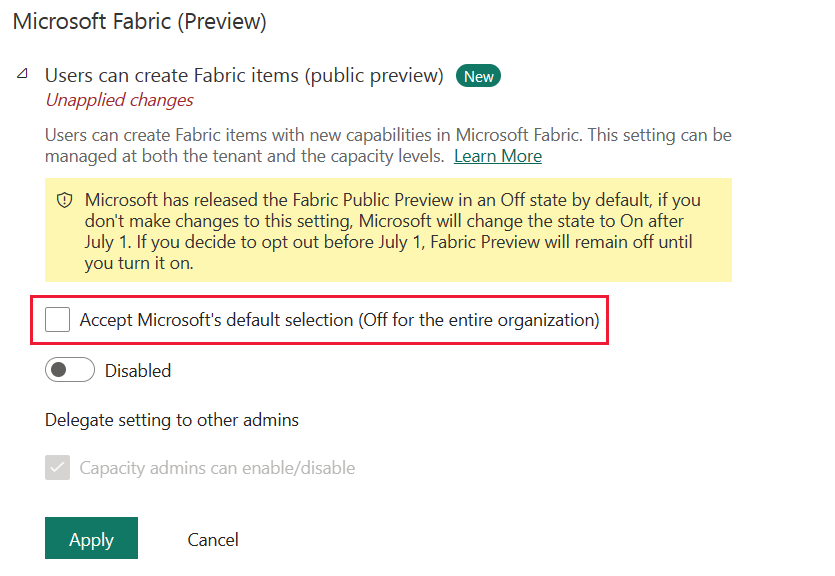 Microsoft Fabric (Preview)
Users can create Fabric items (public preview) New
Unapplied changes
Users can create Fabric items with new capabilities in Microsoft Fabric. This setting can be
managed at both the tenant and the capacity levels. Learn More
Microsoft has released the Fabric Public Preview in an Off state by default, if you
don't make changes to this setting, Microsoft will change the state to On after
July 1. If you decide to opt out before July 1, Fabric Preview will remain off until
you turn it on.
Accept Microsoft's default selection (Off for the entire organization)
Disabled
Delegate setting to other admins
Capacity admins can enable/disable
Apply Cancel